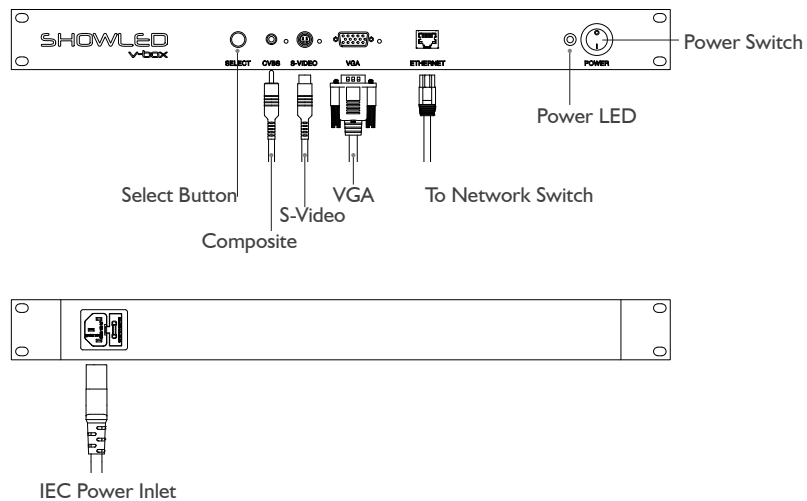 SHOWLED
v-box
SELECT CVBS S-VIDEO VGA ETHERNET POWER
Power Switch
Power LED
Select Button
VGA
To Network Switch
S-Video
Composite
IEC Power Inlet